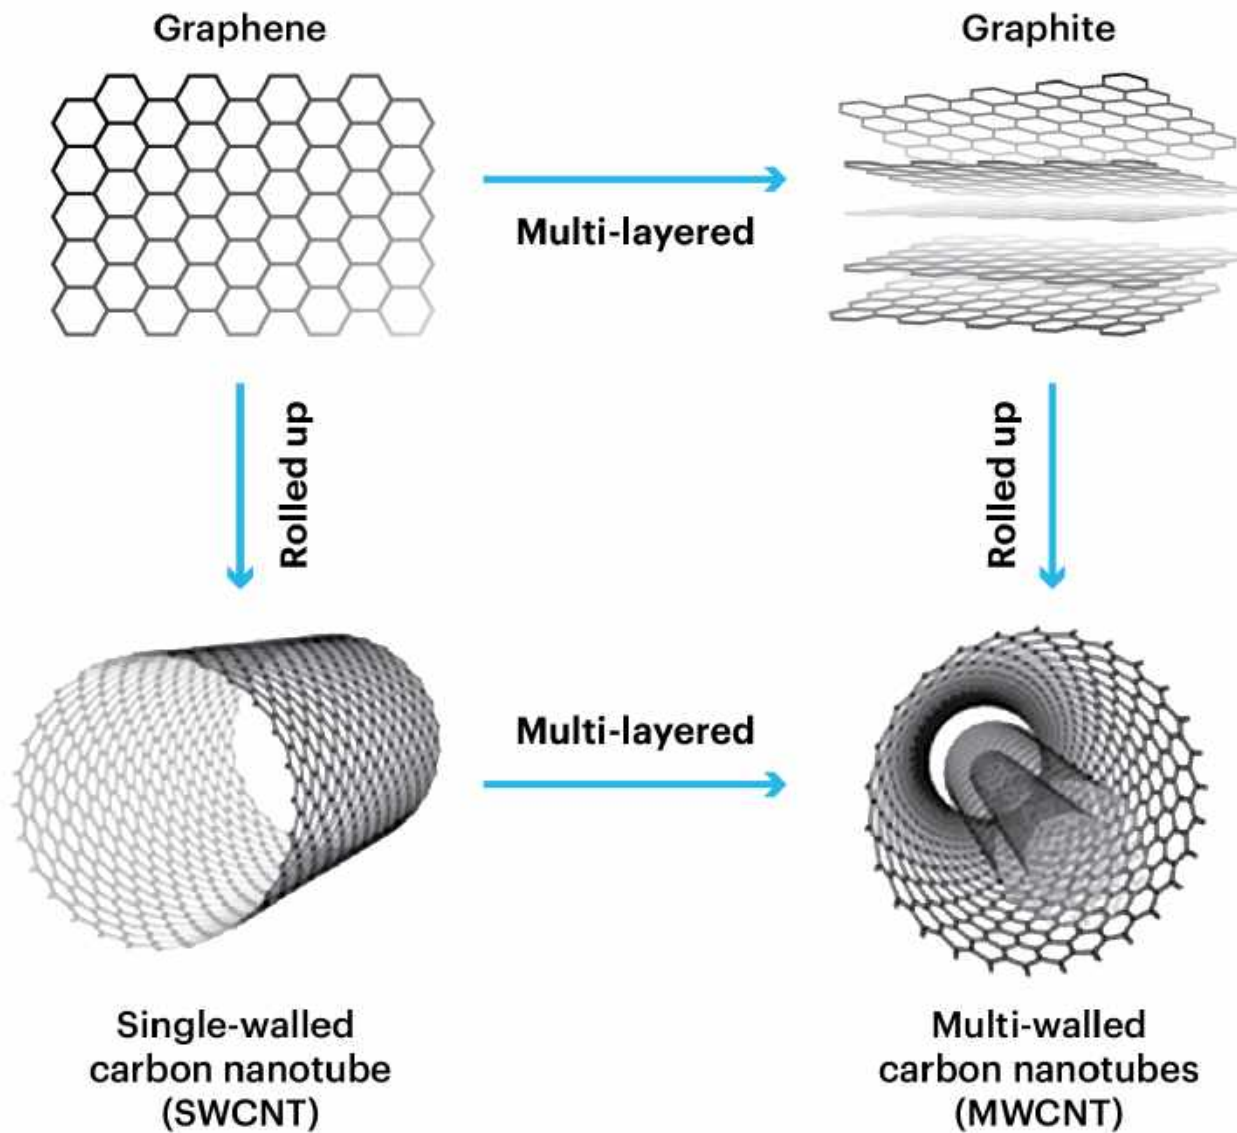 Graphene
Graphite
Multi-layered
Rolled up
Rolled up
Multi-layered
Single-walled
carbon nanotube
(SWCNT)
Multi-walled
carbon nanotubes
(MWCNT)